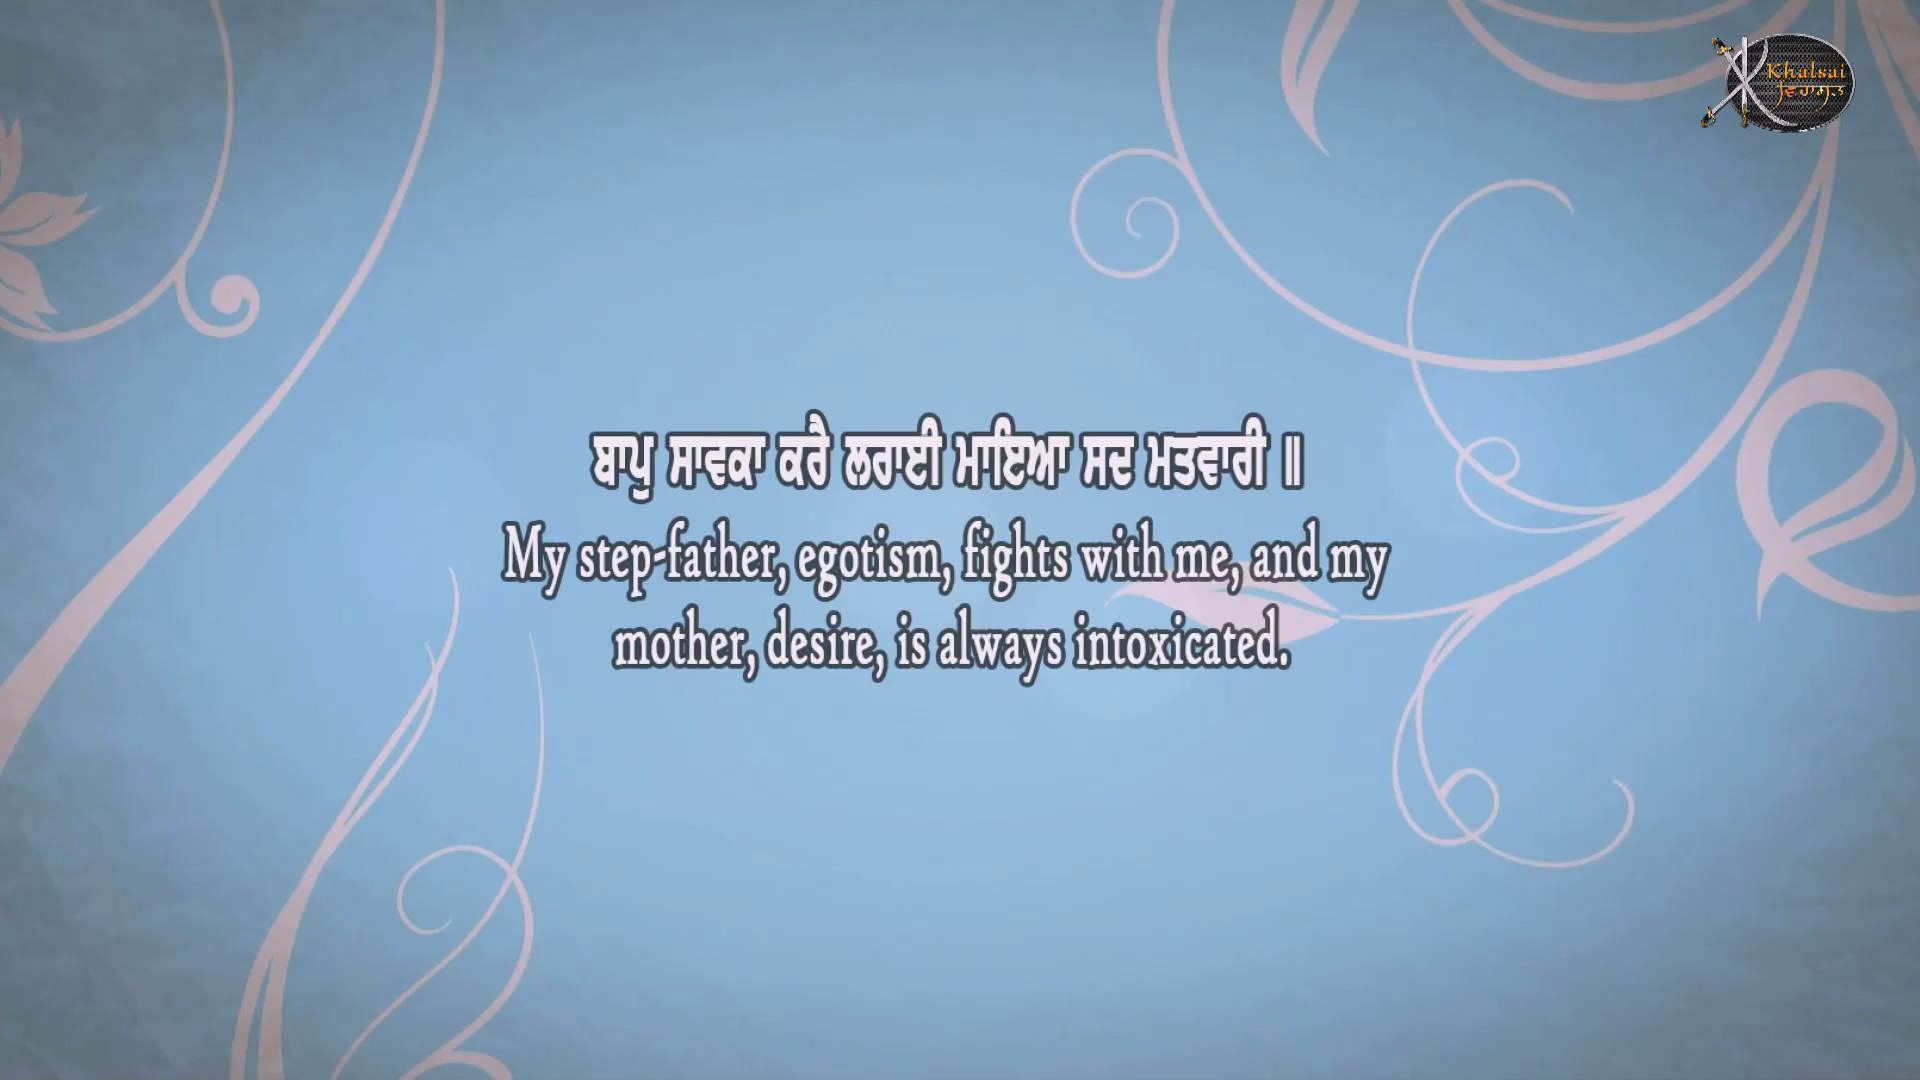 Khalsai
ਵਿਰਾਸਤ
ਬਾਪੁ ਸਾਵਕਾ ਕਰੈ ਲਰਾਈ ਮਾਇਆ ਸਦ ਮਤਵਾਰੀ ॥
My step-father, egotism, fights with me, and my
mother, desire, is always intoxicated.